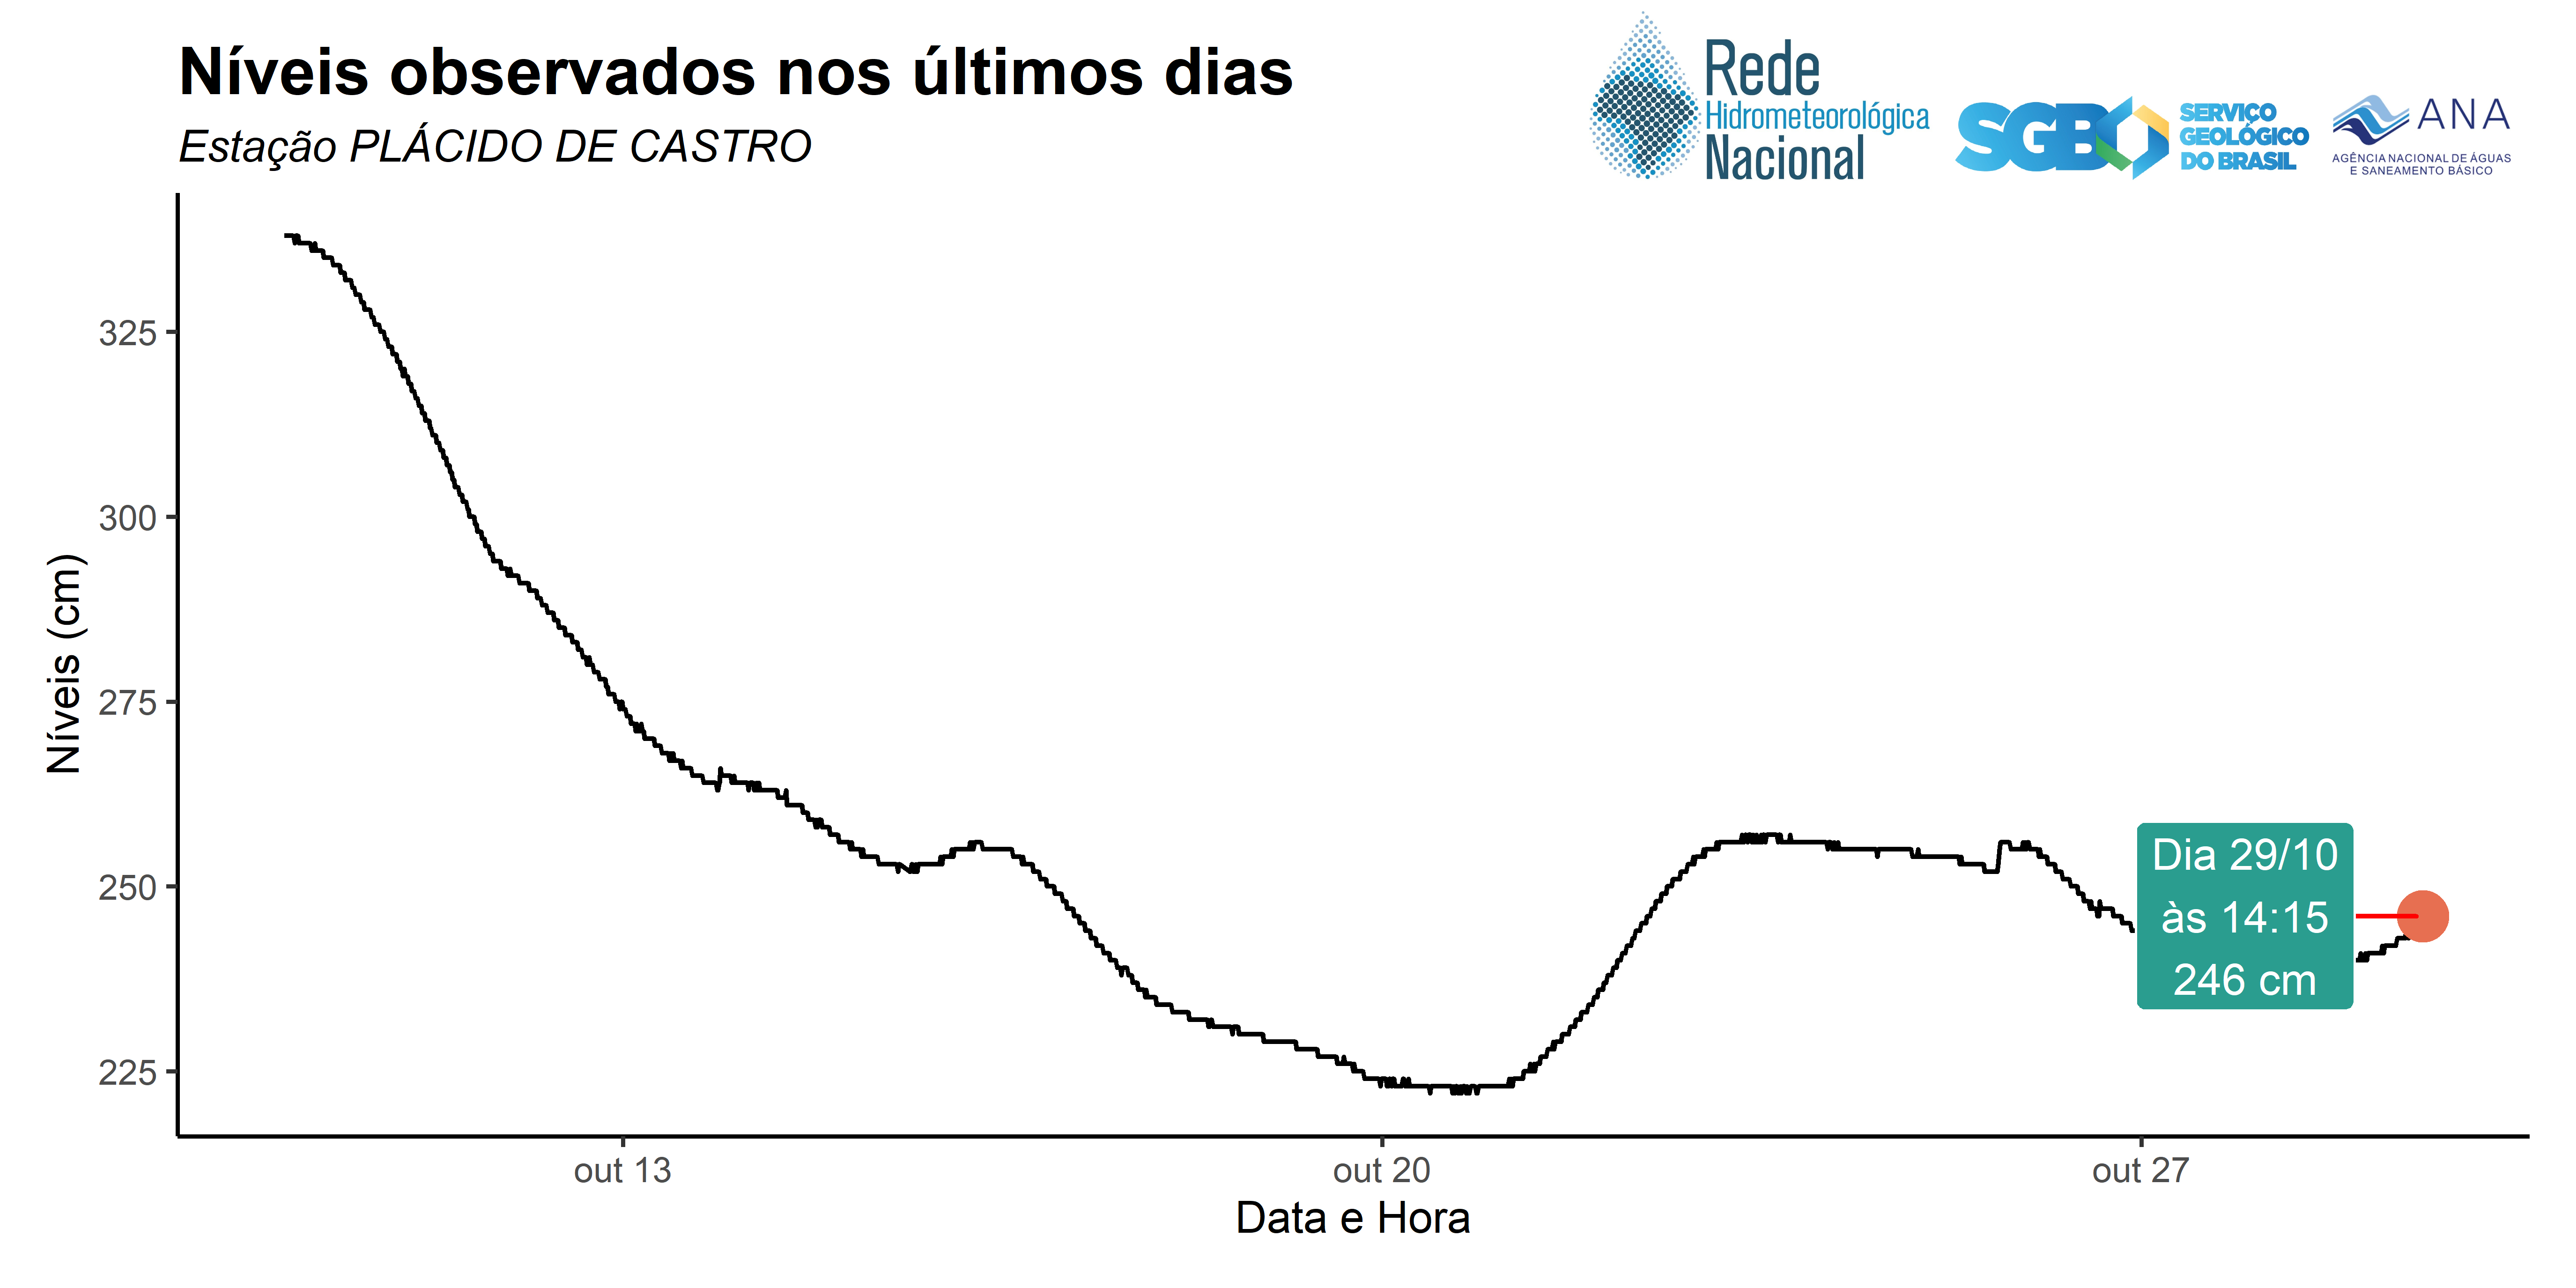 Níveis observados nos últimos dias
Estação PLÁCIDO DE CASTRO
Rede
Hidrometeorológica
Nacional
SGB
SERVIÇO
GEOLÓGICO
DO BRASIL
ANA
AGÊNCIA NACIONAL DE ÁGUAS
E SANEAMENTO BÁSICO
Níveis (cm)
325
300
275
250
225
Dia 29/10
às 14:15
246 cm
out 13
out 20
out 27
Data e Hora